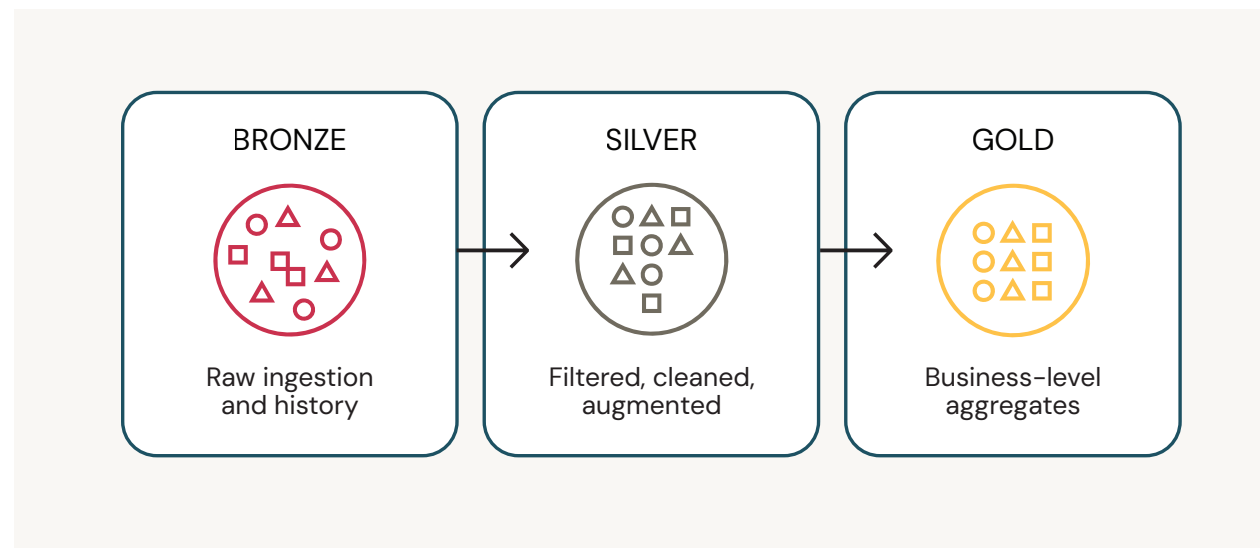 BRONZE
Raw ingestion
and history
SILVER
Filtered, cleaned,
augmented
GOLD
Business-level
aggregates